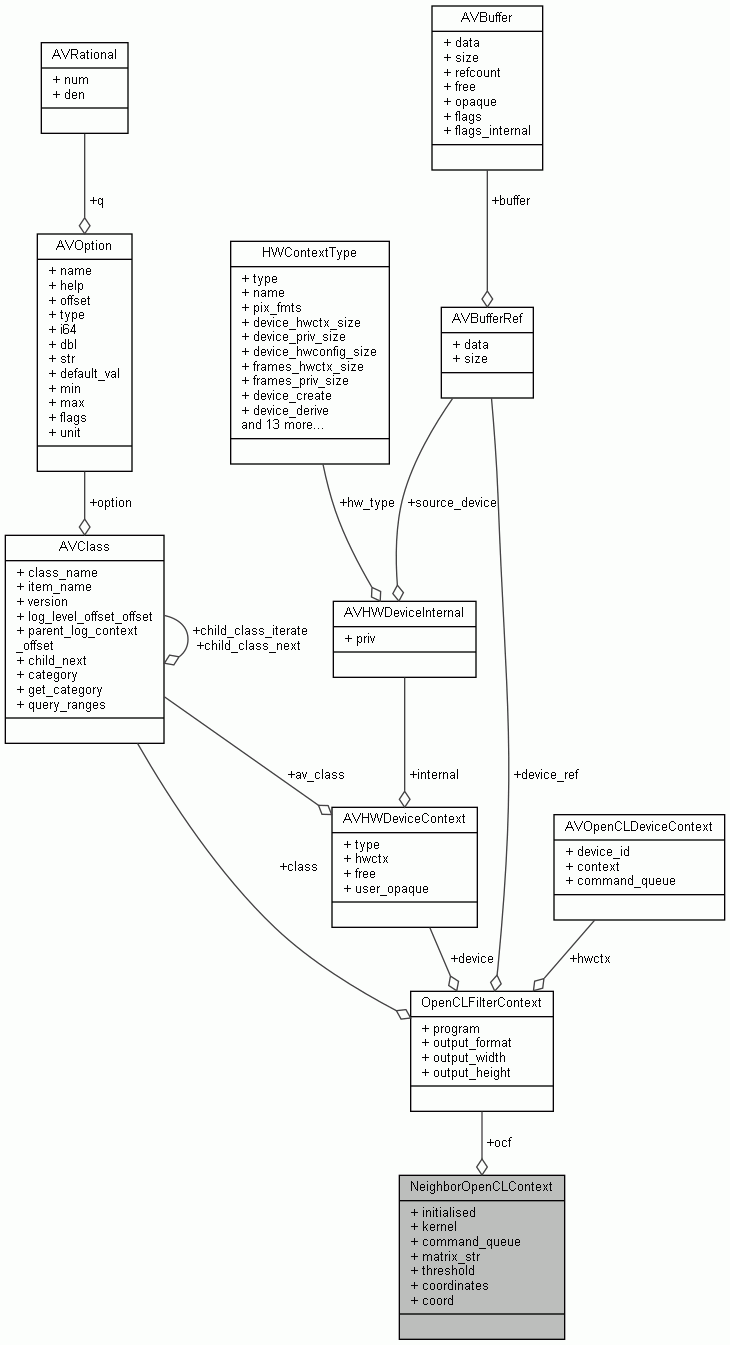 AVBuffer
+ data
+ size
+ refcount
+ free
+ opaque
+ flags
+ flags_internal
AVRational
+ num
+ den
+q
+buffer
AVOption
+ name
+ help
+ offset
+ type
+ i64
+ dbl
+ str
+ default_val
+ min
+ max
+ flags
+ unit
HWContextType
+ type
+ name
+ pix_fmts
+ device_hwctx_size
+ device_priv_size
+ device_hwconfig_size
+ frames_hwctx_size
+ frames_priv_size
+ device_create
+ device_derive
and 13 more...
AVBufferRef
+ data
+ size
+option
+hw_type
+source_device
AVClass
+ class_name
+ item_name
+ version
+ log_level_offset_offset
+ parent_log_context
_offset
+ child_next
+ category
+ get_category
+ query_ranges
+child_class_iterate
+child_class_next
AVHWDeviceInternal
+ priv
+av_class
+internal
+device_ref
+class
AVHWDeviceContext
+ type
+ hwctx
+ free
+ user_opaque
AVOpenCLDeviceContext
+ device_id
+ context
+ command_queue
+device
+hwctx
OpenCLFilterContext
+ program
+ output_format
+ output_width
+ output_height
+ocf
NeighborOpenCLContext
+ initialised
+ kernel
+ command_queue
+ matrix_str
+ threshold
+ coordinates
+ coord